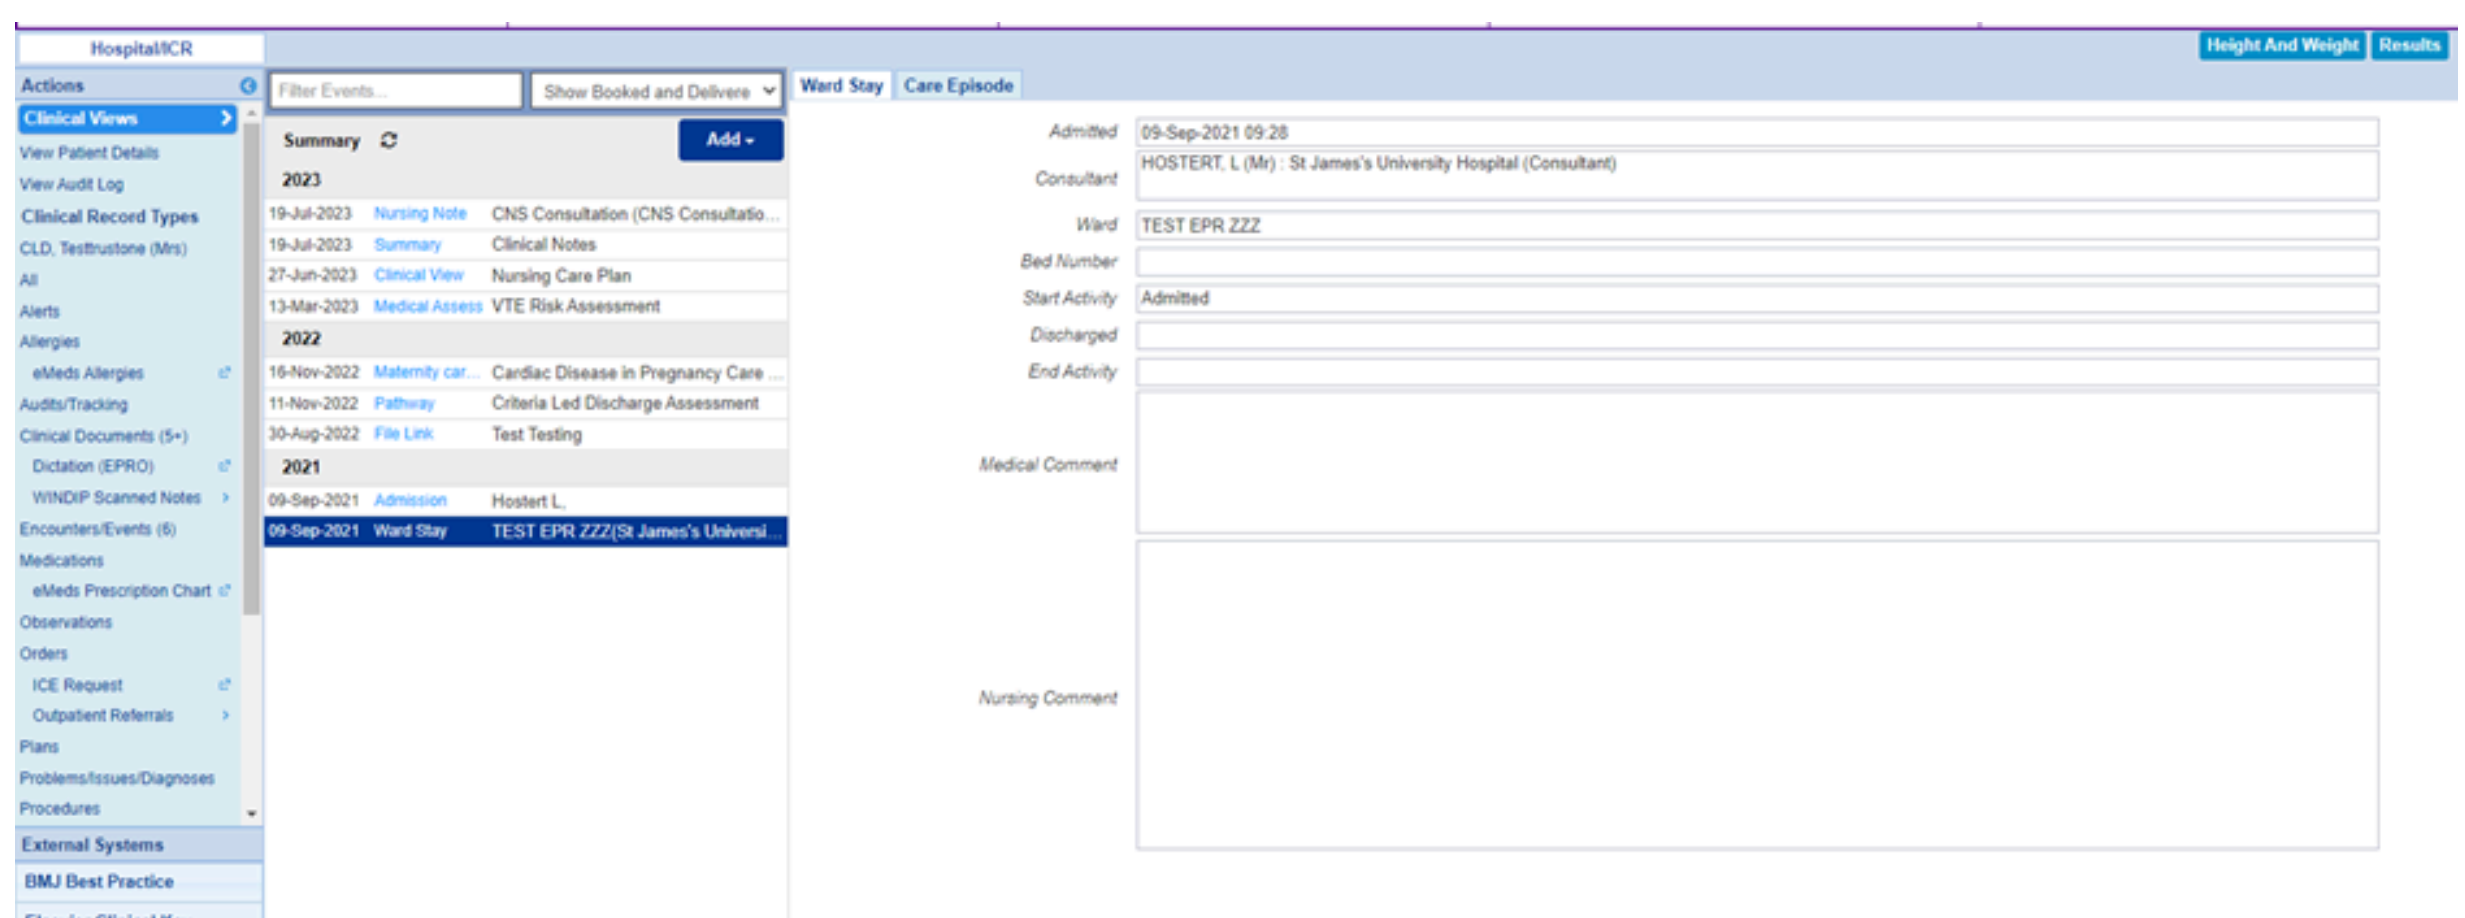 Hospital/ICR
Height And Weight Results
Actions
Clinical Views
View Patient Details
View Audit Log
Clinical Record Types
CLD, Testtrustone (Mrs)
All
Alerts
Allergies
eMeds Allergies
Audits/Tracking
Clinical Documents (5+)
Dictation (EPRO)
WINDIP Scanned Notes
Encounters/Events (6)
Medications
eMeds Prescription Chart
Observations
Orders
ICE Request
Outpatient Referrals
Plans
Problems/Issues/Diagnoses
Procedures
External Systems
BMJ Best Practice
Filter Events...
Show Booked and Delivere
Summary
Add
2023
19-Jul-2023 Nursing Note CNS Consultation (CNS Consultatio...
19-Jul-2023 Summary Clinical Notes
27-Jun-2023 Clinical View Nursing Care Plan
13-Mar-2023 Medical Assess VTE Risk Assessment
2022
16-Nov-2022 Maternity car... Cardiac Disease in Pregnancy Care ...
11-Nov-2022 Pathway Criteria Led Discharge Assessment
30-Aug-2022 File Link Test Testing
2021
09-Sep-2021 Admission Hostert L,
09-Sep-2021 Ward Stay TEST EPR ZZZ(St James's Universi...
Ward Stay Care Episode
Admitted 09-Sep-2021 09:28
Consultant HOSTERT, L (Mr) : St James's University Hospital (Consultant)
Ward TEST EPR ZZZ
Bed Number
Start Activity Admitted
Discharged
End Activity
Medical Comment
Nursing Comment